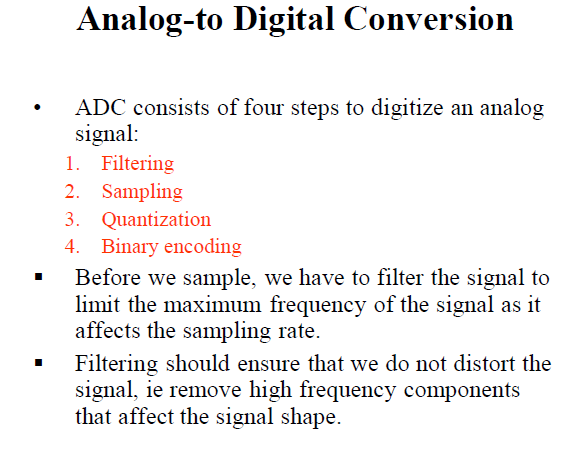 Analog-to Digital Conversion
• ADC consists of four steps to digitize an analog
signal:
1. Filtering
2. Sampling
3. Quantization
4. Binary encoding
▪ Before we sample, we have to filter the signal to
limit the maximum frequency of the signal as it
affects the sampling rate.
▪ Filtering should ensure that we do not distort the
signal, ie remove high frequency components
that affect the signal shape.